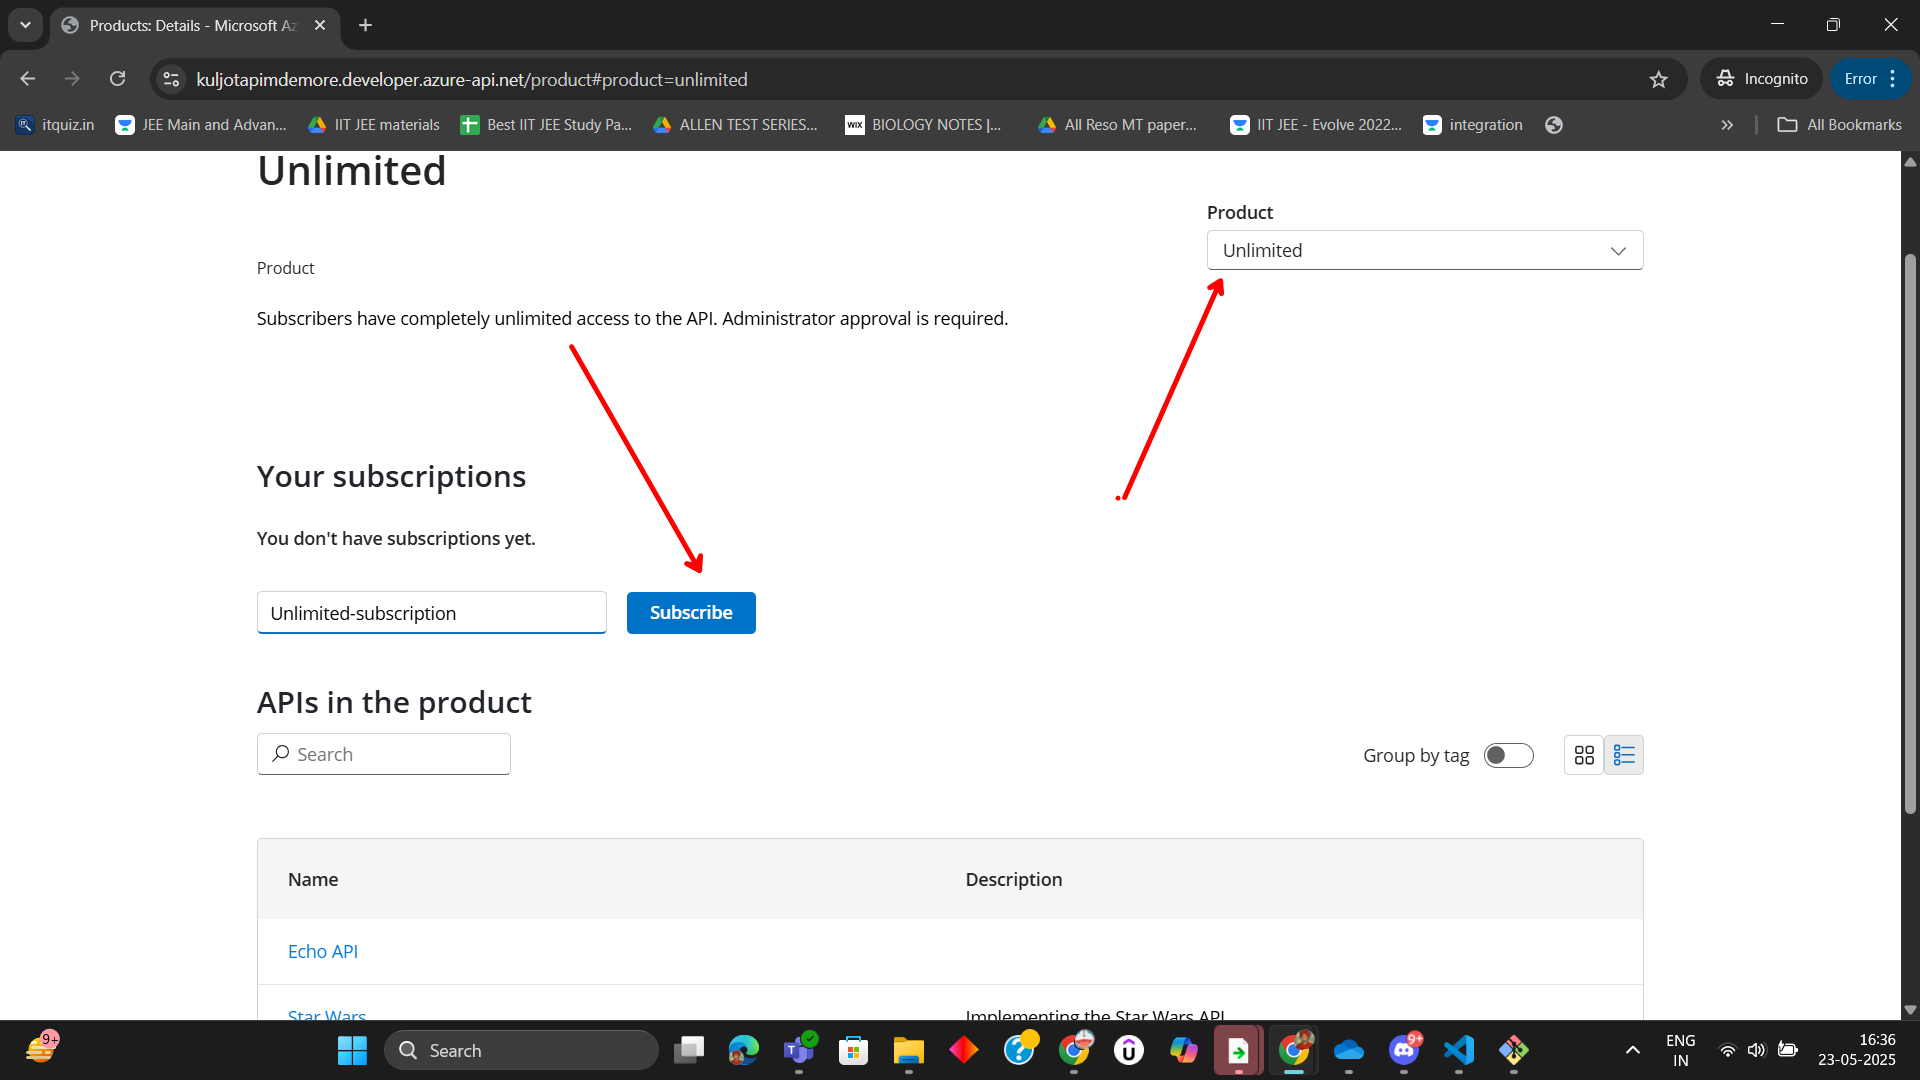 Products: Details - Microsoft Az
kuljotapimdemore.developer.azure-api.net/product#product=unlimited
Incognito
Error
itquiz.in
JEE Main and Advan...
IIT JEE materials
Best IIT JEE Study Pa...
ALLEN TEST SERIES...
WIX
BIOLOGY NOTES |...
All Reso MT paper...
IIT JEE - Evolve 2022...
integration
All Bookmarks
Unlimited
Product
Unlimited
Product
Subscribers have completely unlimited access to the API. Administrator approval is required.
Your subscriptions
You don't have subscriptions yet.
Unlimited-subscription
Subscribe
APIs in the product
Search
Group by tag
Name
Description
Echo API
Star Wars
Implementing the Star Wars API
9+
Search
9+
ENG
IN
16:36
23-05-2025